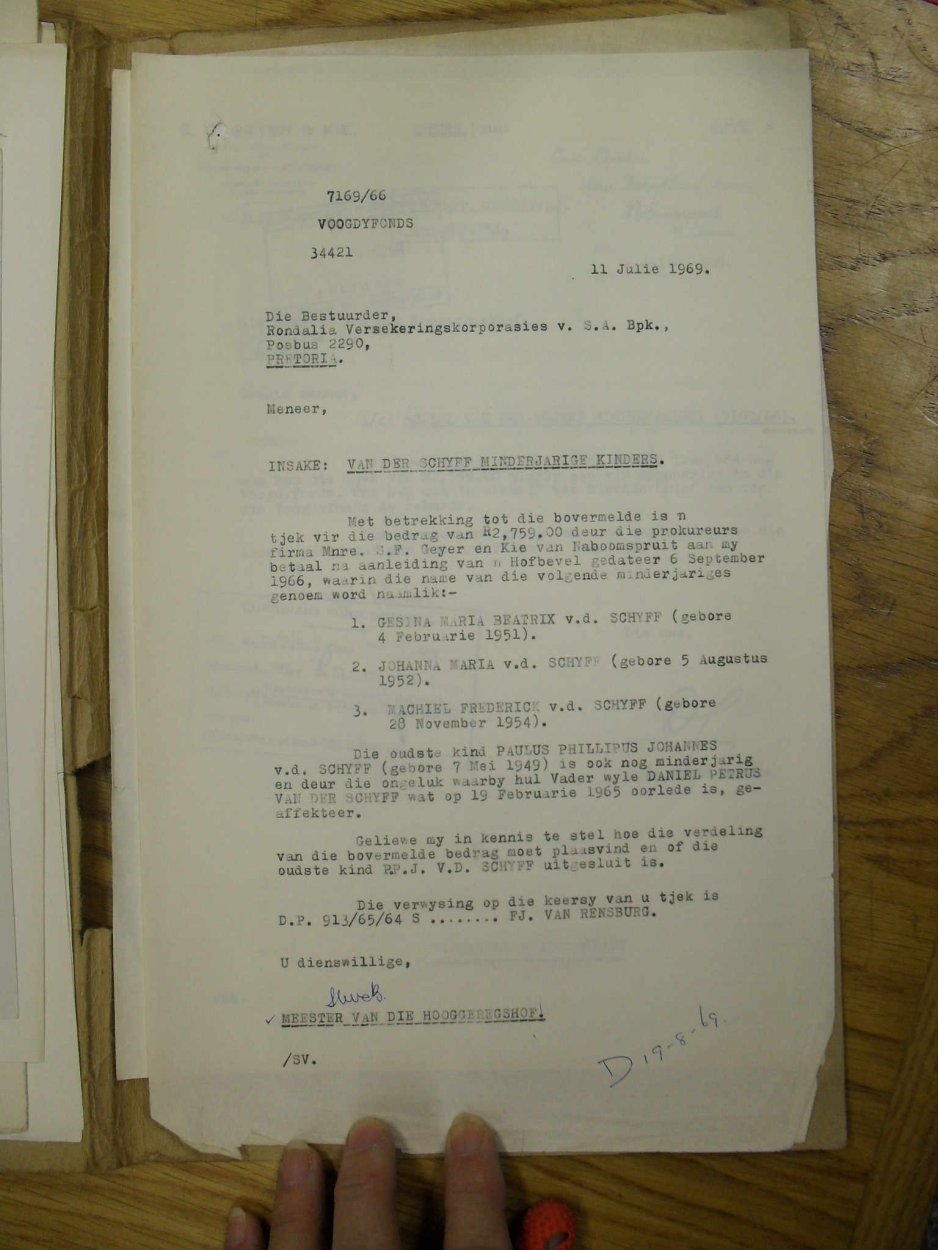 7169/66
VOOGDYFONDS
34421
11 Julie 1969.
Die Bestuurder,
Rondalia Versekeringskorporasies v. S.A. Bpk.,
Posbus 2290,
PRETORIA.
Meneer,
INSAKE: VAN DER SCHYFF MINDERJARIGE KINDERS.
Met betrekking tot die bovermelde is n
tjek vir die bedrag van R2,759.00 deur die prokureurs
firma Mnre. S.F. Geyer en Kie van Naboomspruit aan my
betaal na aanleiding van n Hofbevel gedateer 6 September
1966, waarin die name van die volgende minderjariges
genoem word naamlik:-
1. GESINA MARIA BEATRIX v.d. SCHYFF (gebore
4 Februarie 1951).
2. JOHANNA MARIA v.d. SCHYFF (gebore 5 Augustus
1952).
3. MACHIEL FREDERICK v.d. SCHYFF (gebore
28 November 1954).
Die oudste kind PAULUS PHILLIPUS JOHANNES
v.d. SCHYFF (gebore 7 Mei 1949) is ook nog minderjarig
en deur die ongeluk waarby hul Vader wyle DANIEL PETRUS
VAN DER SCHYFF wat op 19 Februarie 1965 oorlede is, ge-
affekteer.
Geliewe my in kennis te stel hoe die verdeling
van die bovermelde bedrag moet plaasvind en of die
oudste kind P.P.J. V.D. SCHYFF uitgesluit is.
Die verwysing op die keersy van u tjek is
D.P. 913/65/64 S ........ FJ. VAN RENSBURG.
U dienswillige,
MEESTER VAN DIE HOOGGEREGSHOF.
/SV.
D 19-8-69.